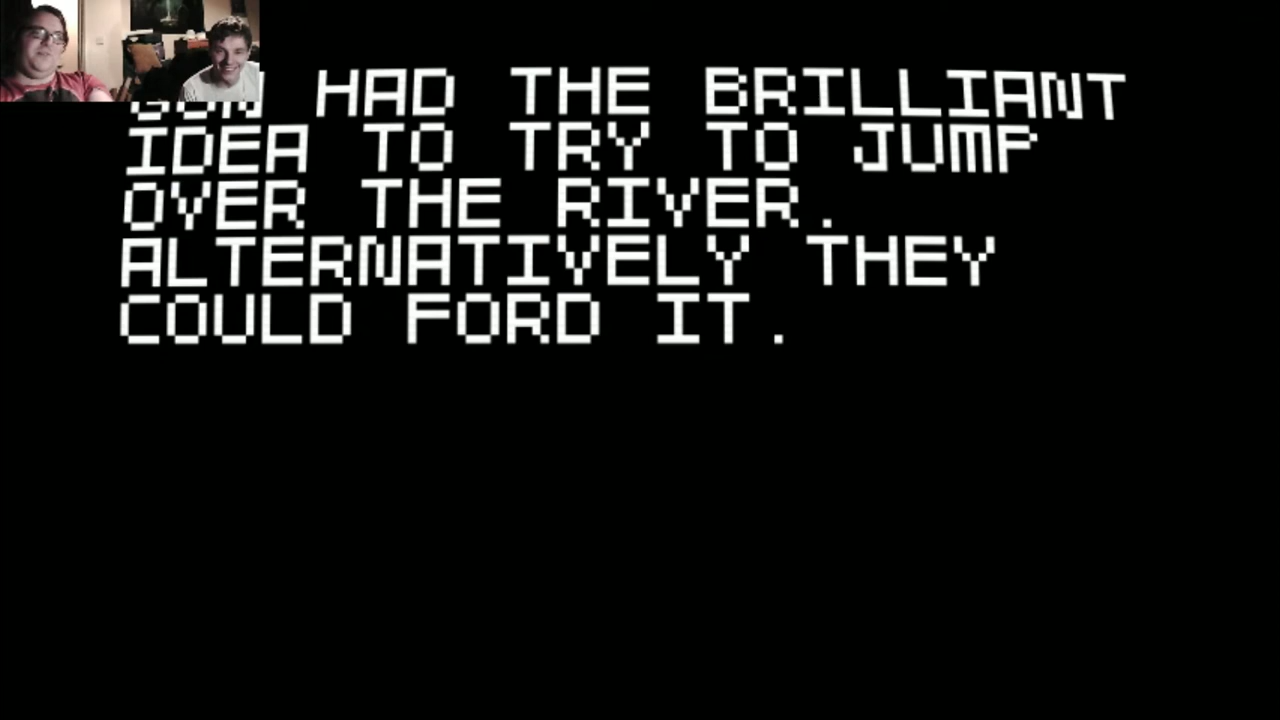 HAD THE BRILLIANT
IDEA TO TRY TO JUMP
OVER THE RIVER.
ALTERNATIVELY THEY
COULD FORD IT.